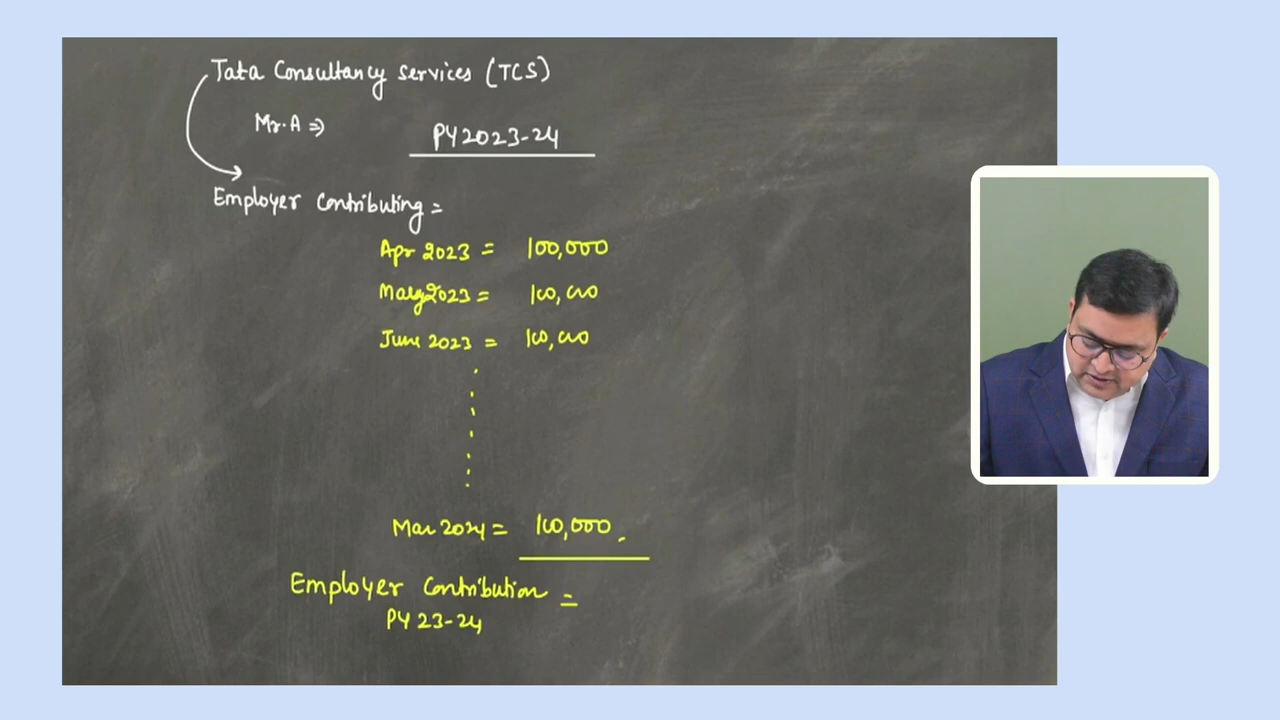 Tata Consultancy Services (TCS)
Mr. A ⇒
PY 2023-24
Employer Contributing =
Apr 2023 = 100,000
May 2023 = 100,000
June 2023 = 100,000
Mar 2024 = 100,000
Employer Contribution =
PY 23-24